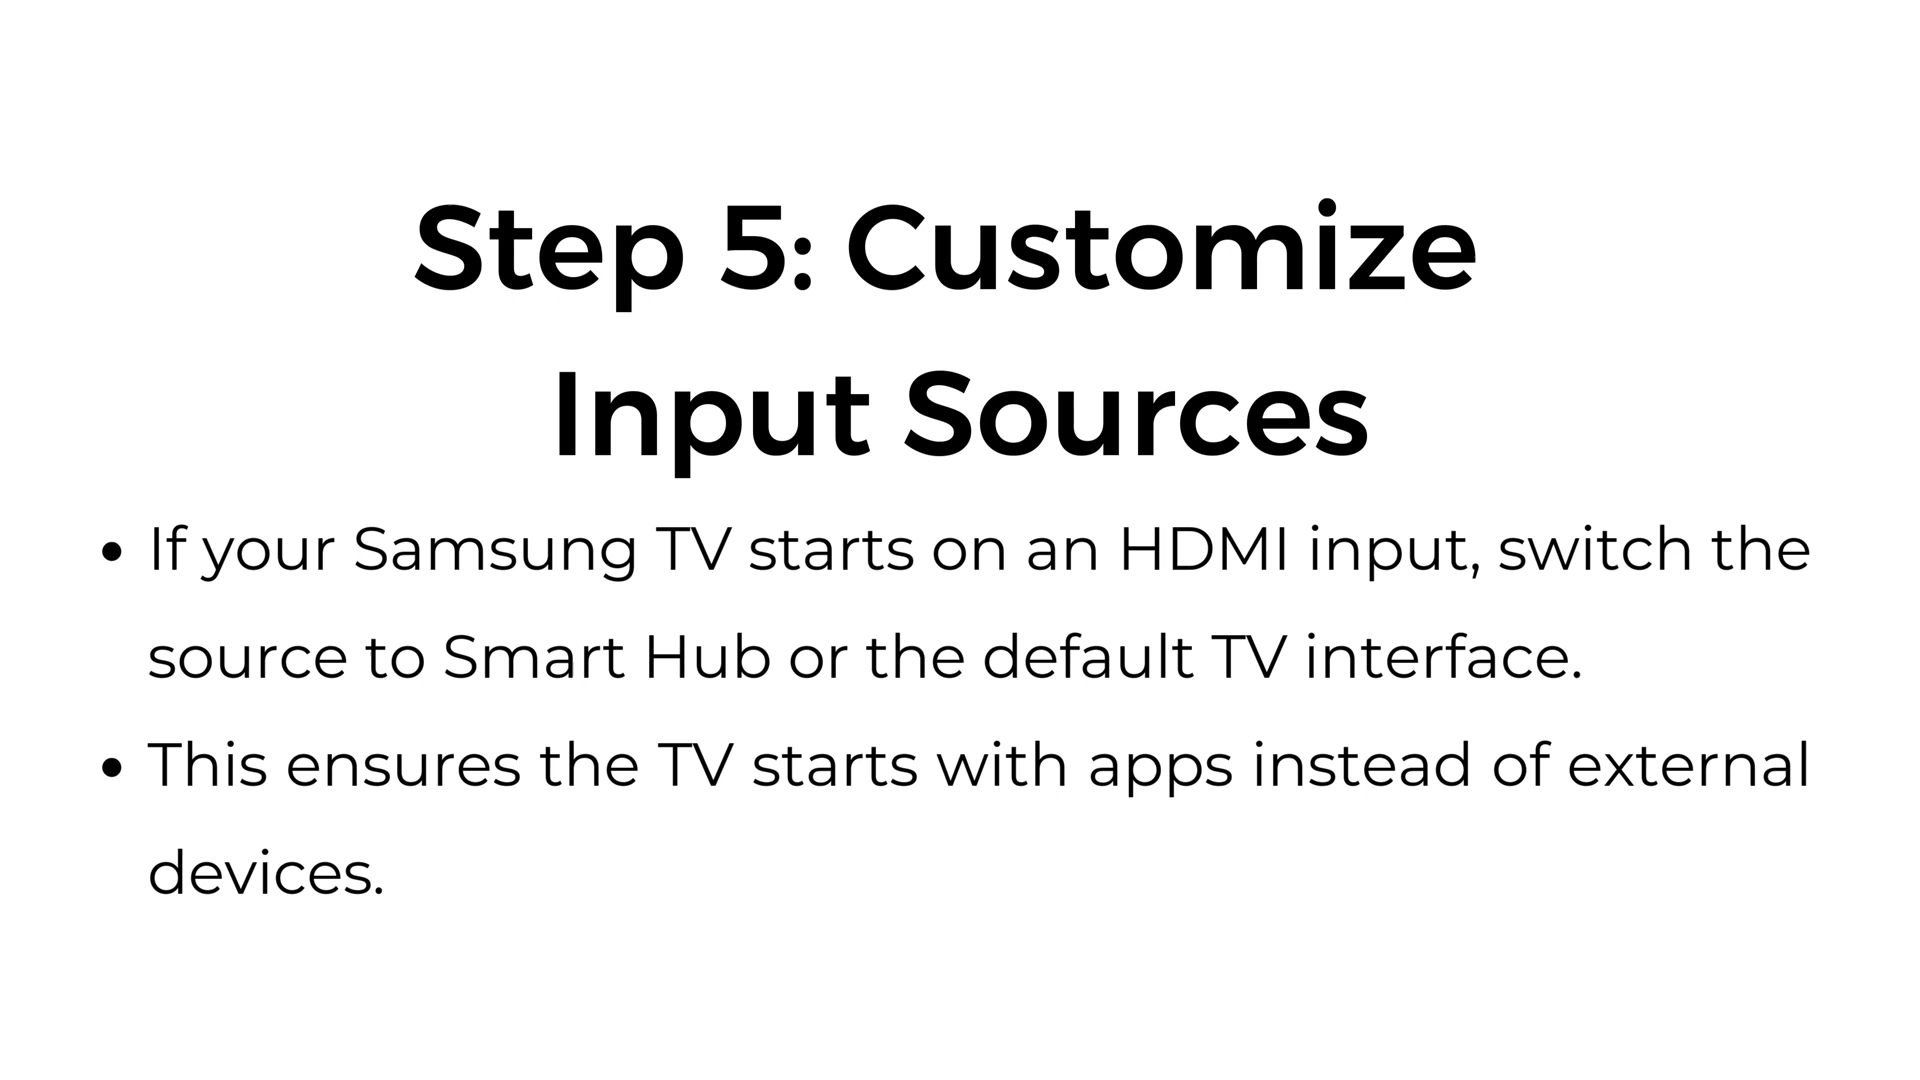 Step 5: Customize
Input Sources
• If your Samsung TV starts on an HDMI input, switch the
source to Smart Hub or the default TV interface.
• This ensures the TV starts with apps instead of external
devices.